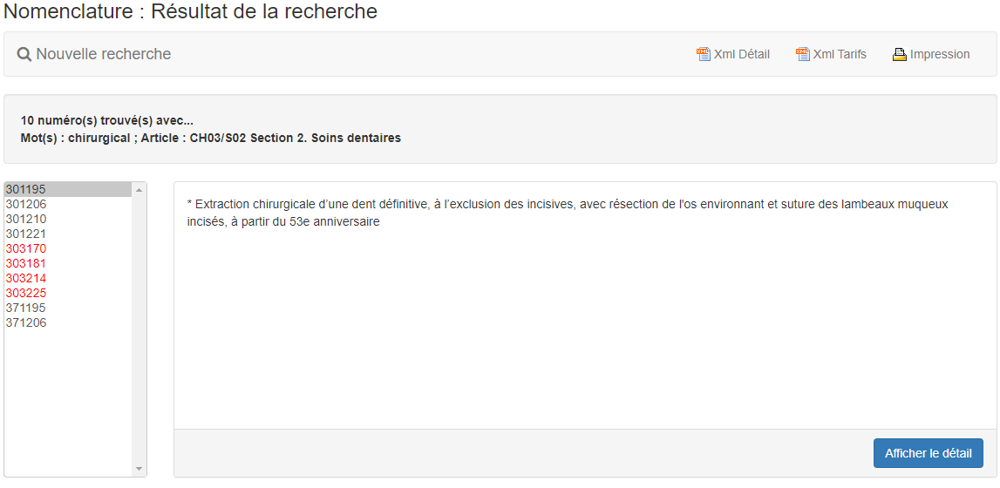 Nomenclature : Résultat de la recherche
Nouvelle recherche
Xml Détail
Xml Tarifs
Impression
10 numéro(s) trouvé(s) avec...
Mot(s) : chirurgical ; Article : CH03/S02 Section 2. Soins dentaires
301195
301206
301210
301221
303170
303181
303214
303225
371195
371206
* Extraction chirurgicale d’une dent définitive, à l’exclusion des incisives, avec résection de l'os environnant et suture des lambeaux muqueux
incisés, à partir du 53e anniversaire
Afficher le détail